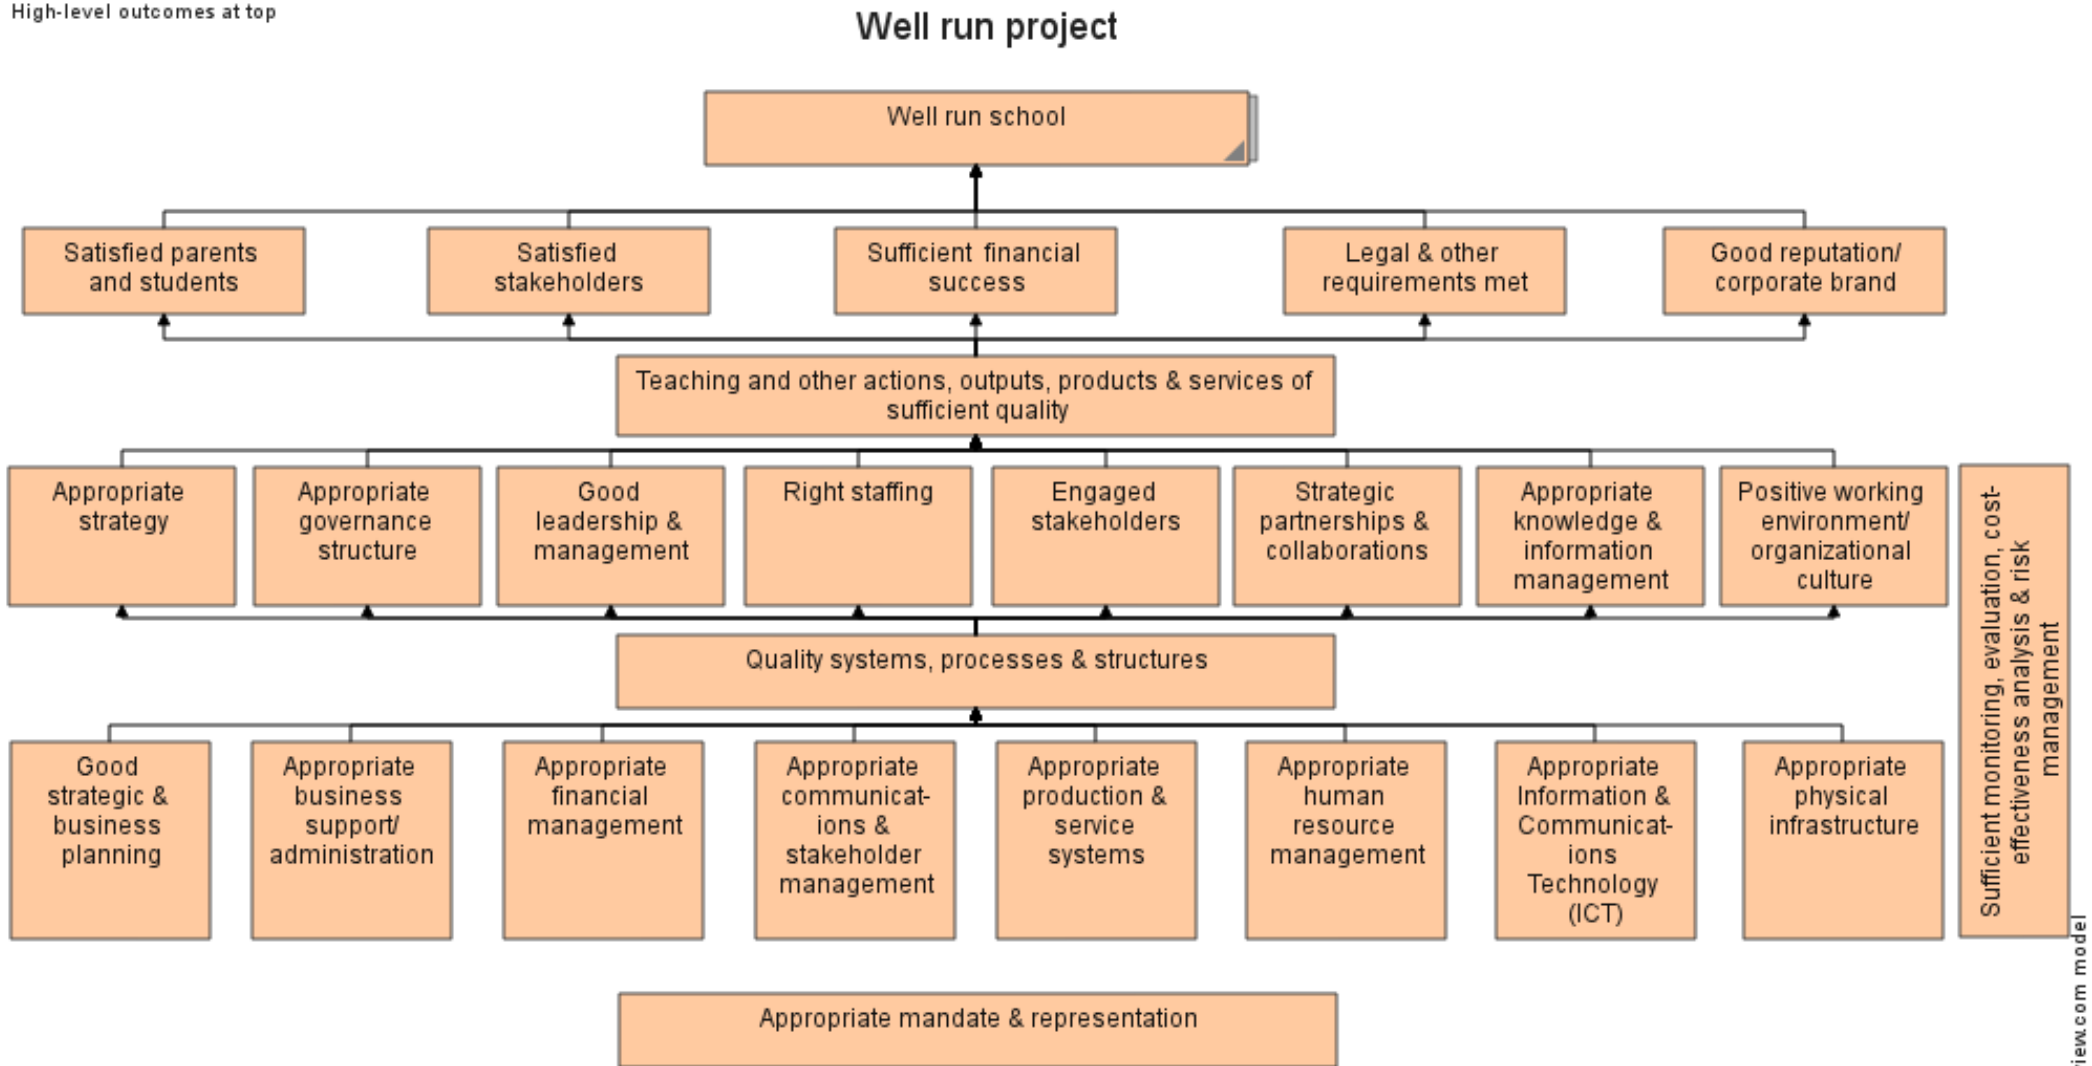 High-level outcomes at top
Well run project
Well run school
Satisfied parents
and students
Satisfied
stakeholders
Sufficient financial
success
Legal & other
requirements met
Good reputation/
corporate brand
Teaching and other actions, outputs, products & services of
sufficient quality
Appropriate
strategy
Appropriate
governance
structure
Good
leadership &
management
Right staffing
Engaged
stakeholders
Strategic
partnerships &
collaborations
Appropriate
knowledge &
information
management
Positive working
environment/
organizational
culture
Sufficient monitoring, evaluation, cost-
effectiveness analysis & risk
management
Quality systems, processes & structures
Good
strategic &
business
planning
Appropriate
business
support/
administration
Appropriate
financial
management
Appropriate
communicat-
ions &
stakeholder
management
Appropriate
production &
service
systems
Appropriate
human
resource
management
Appropriate
Information &
Communicat-
ions
Technology
(ICT)
Appropriate
physical
infrastructure
Appropriate mandate & representation
view.com model